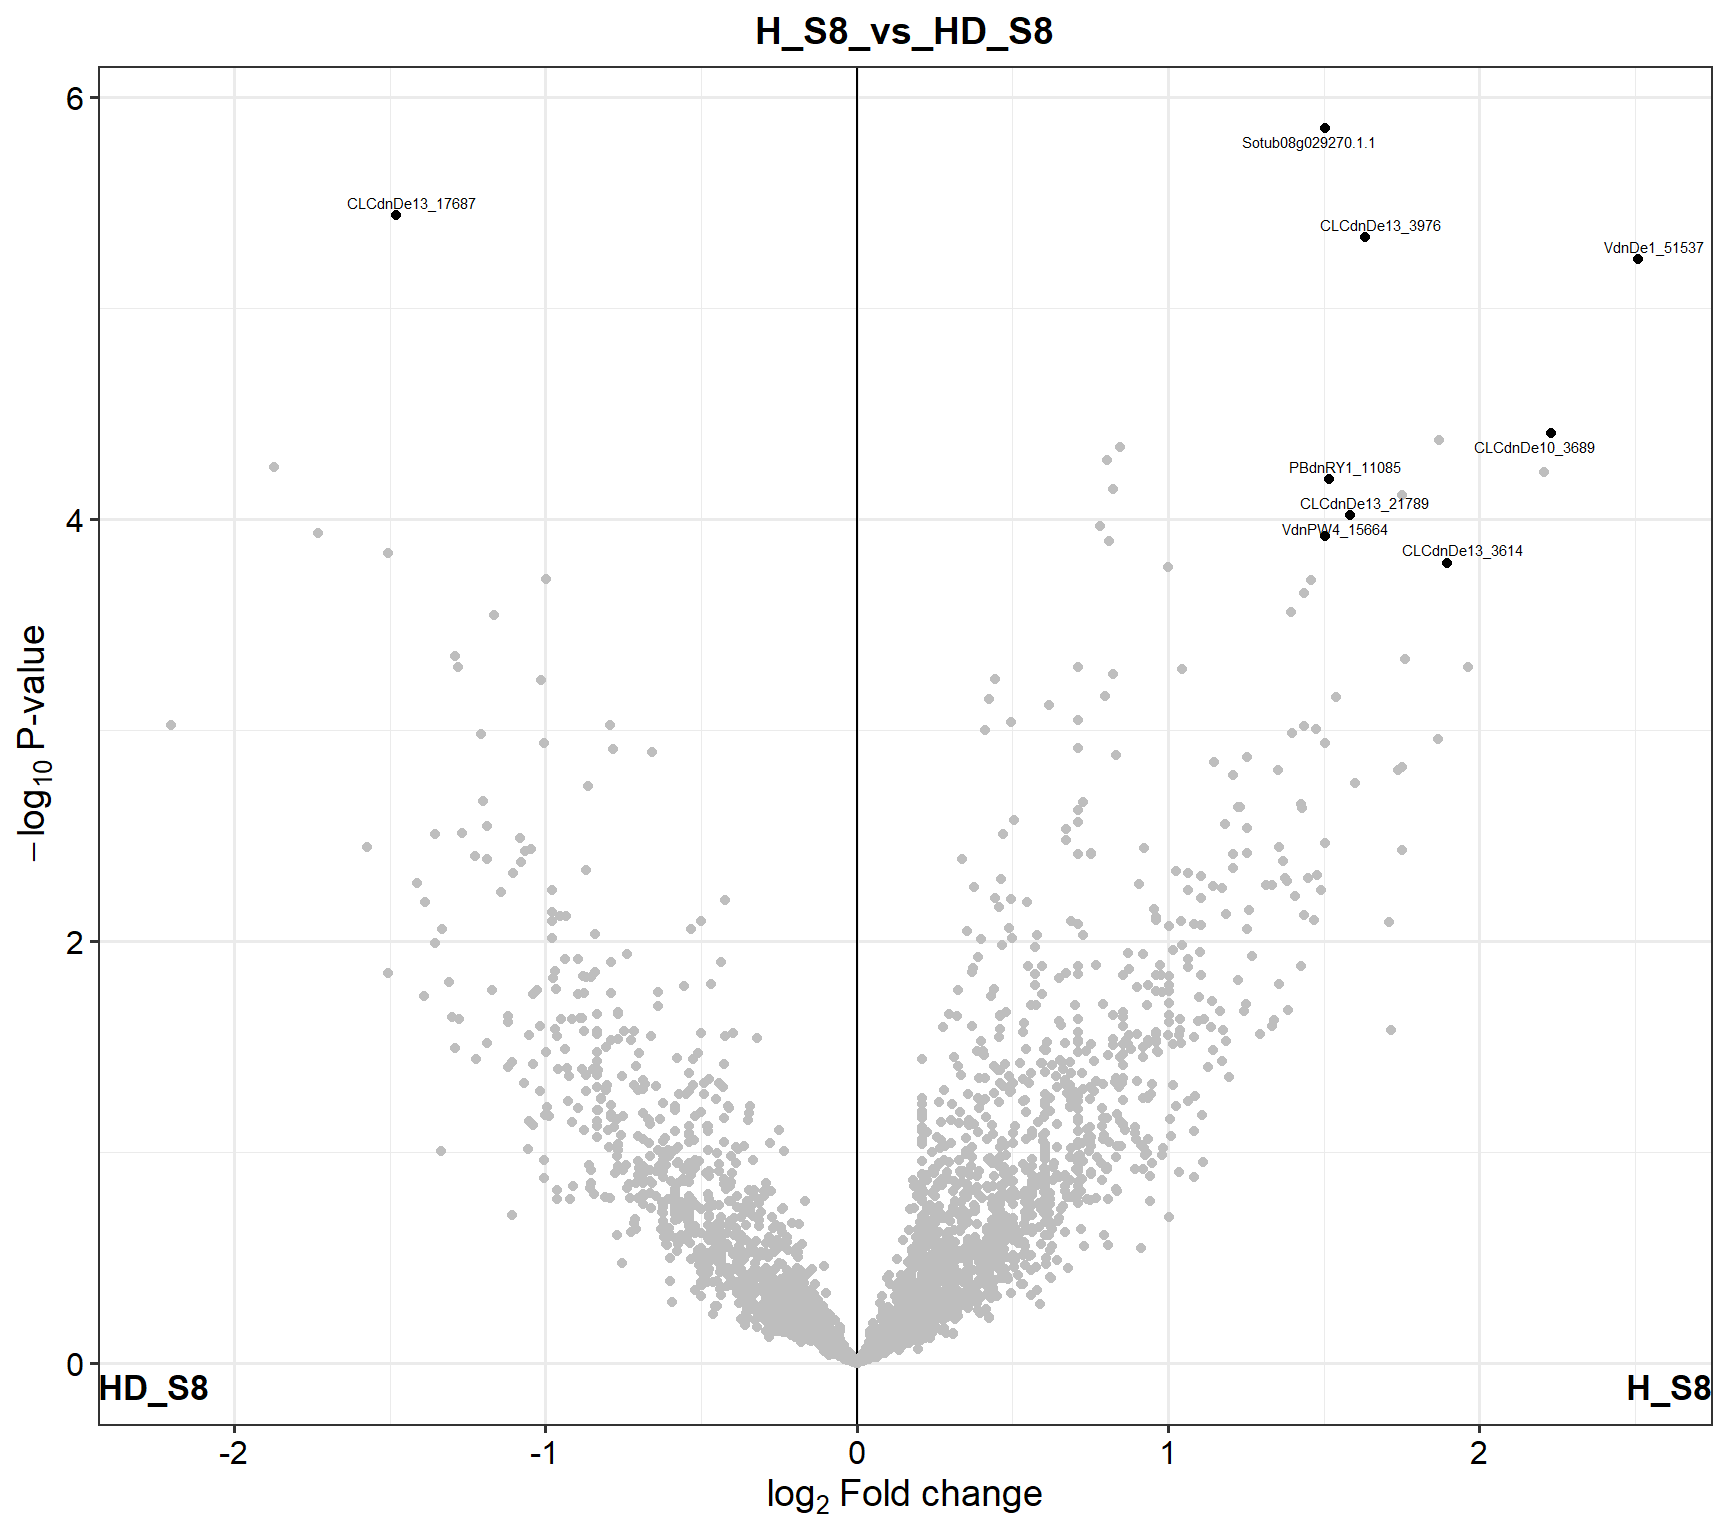 H_S8_vs_HD_S8
6
Sotub08g029270.1.1
CLCdnDe13_17687
CLCdnDe13_3976
VdnDe1_51537
CLCdnDe10_3689
PBdnRY1_11085
CLCdnDe13_21789
4
VdnPW4_15664
CLCdnDe13_3614
−log10 P-value
2
0
HD_S8
H_S8
-2 -1 0 1 2
log2 Fold change